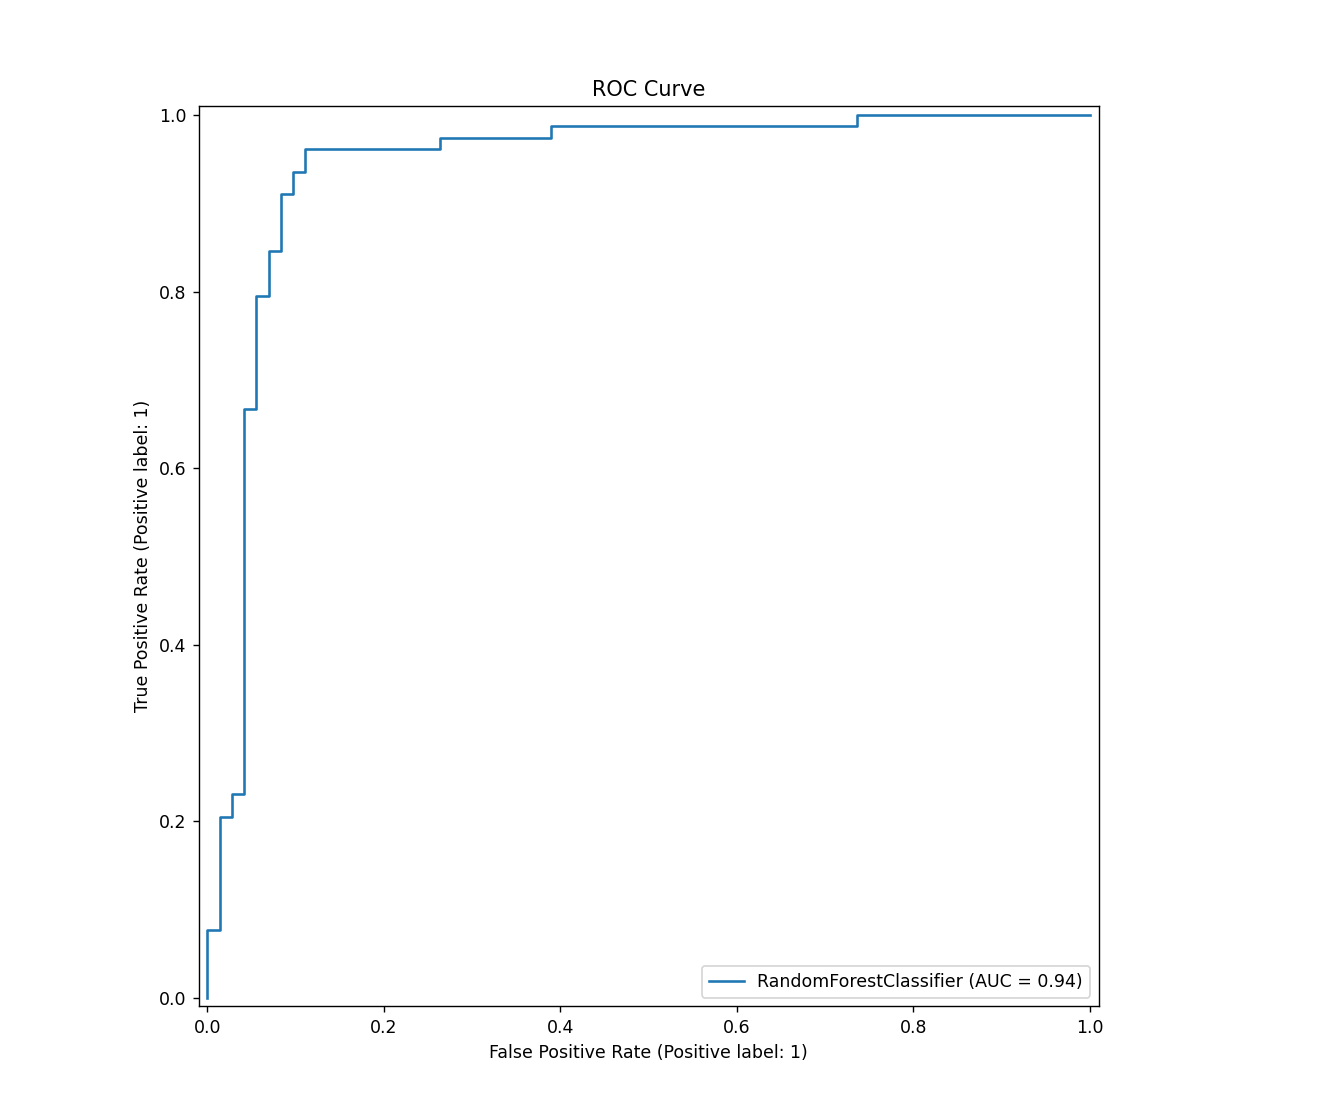 ROC Curve
1.0
0.8
0.6
0.4
0.2
0.0
True Positive Rate (Positive label: 1)
RandomForestClassifier (AUC = 0.94)
0.0 0.2 0.4 0.6 0.8 1.0
False Positive Rate (Positive label: 1)